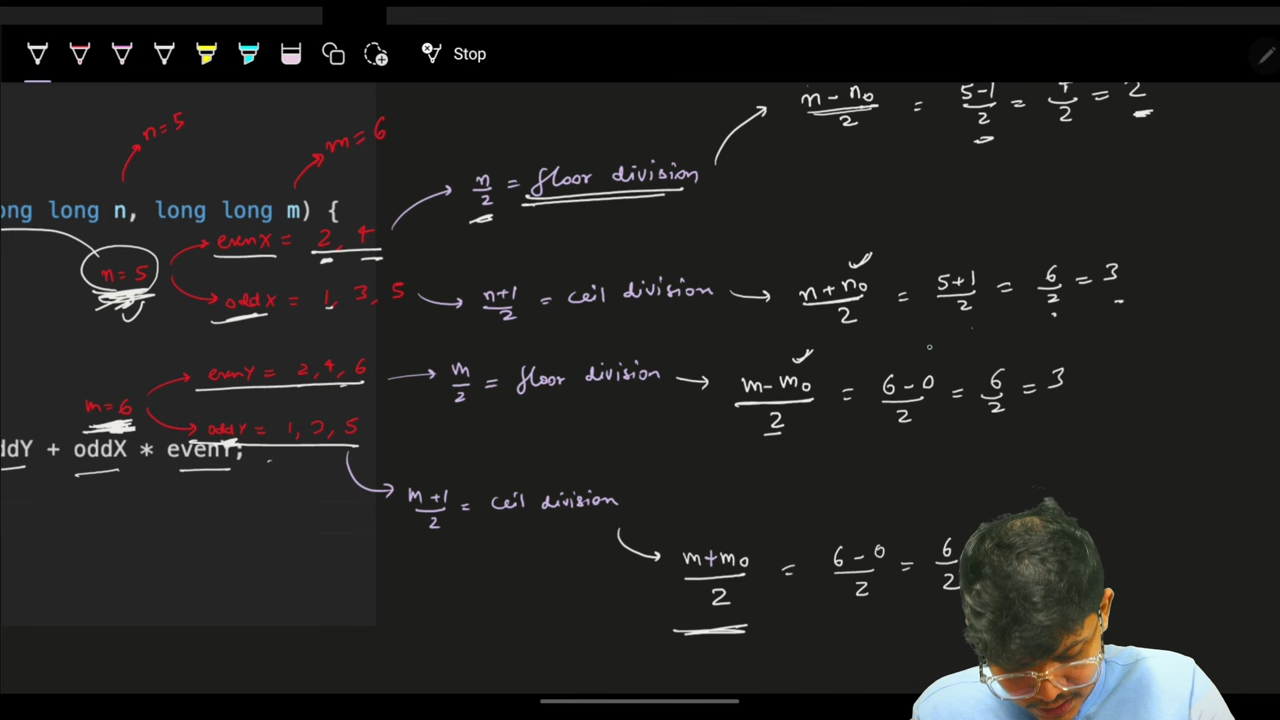 Stop
n - n₀ / 2 = 5-1 / 2 = 4 / 2 = 2
n=5
m = 6
n/2 = floor division
ong long n, long long m) {
evenX = 2, 4
n = 5
oddX = 1, 3, 5
n+1 / 2 = ceil division
n + n₀ / 2 = 5+1 / 2 = 6 / 2 = 3
evenY = 2, 4, 6
m/2 = floor division
m - m₀ / 2 = 6-0 / 2 = 6 / 2 = 3
m=6
oddY = 1, 3, 5
ddY + oddX * evenY;
m+1 / 2 = ceil division
m+m₀ / 2 = 6-0 / 2 = 6 / 2